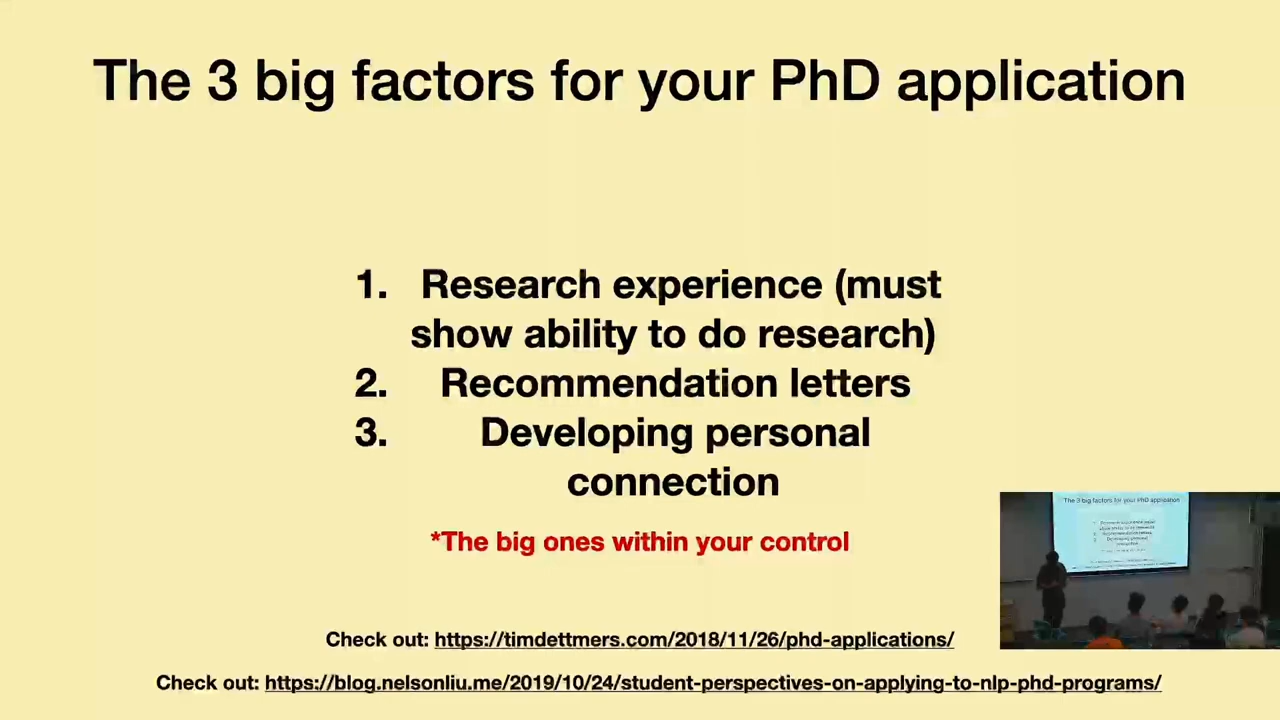 The 3 big factors for your PhD application
1. Research experience (must
show ability to do research)
2. Recommendation letters
3. Developing personal
connection
*The big ones within your control
Check out: https://timdettmers.com/2018/11/26/phd-applications/
Check out: https://blog.nelsonliu.me/2019/10/24/student-perspectives-on-applying-to-nlp-phd-programs/
The 3 big factors for your PhD application